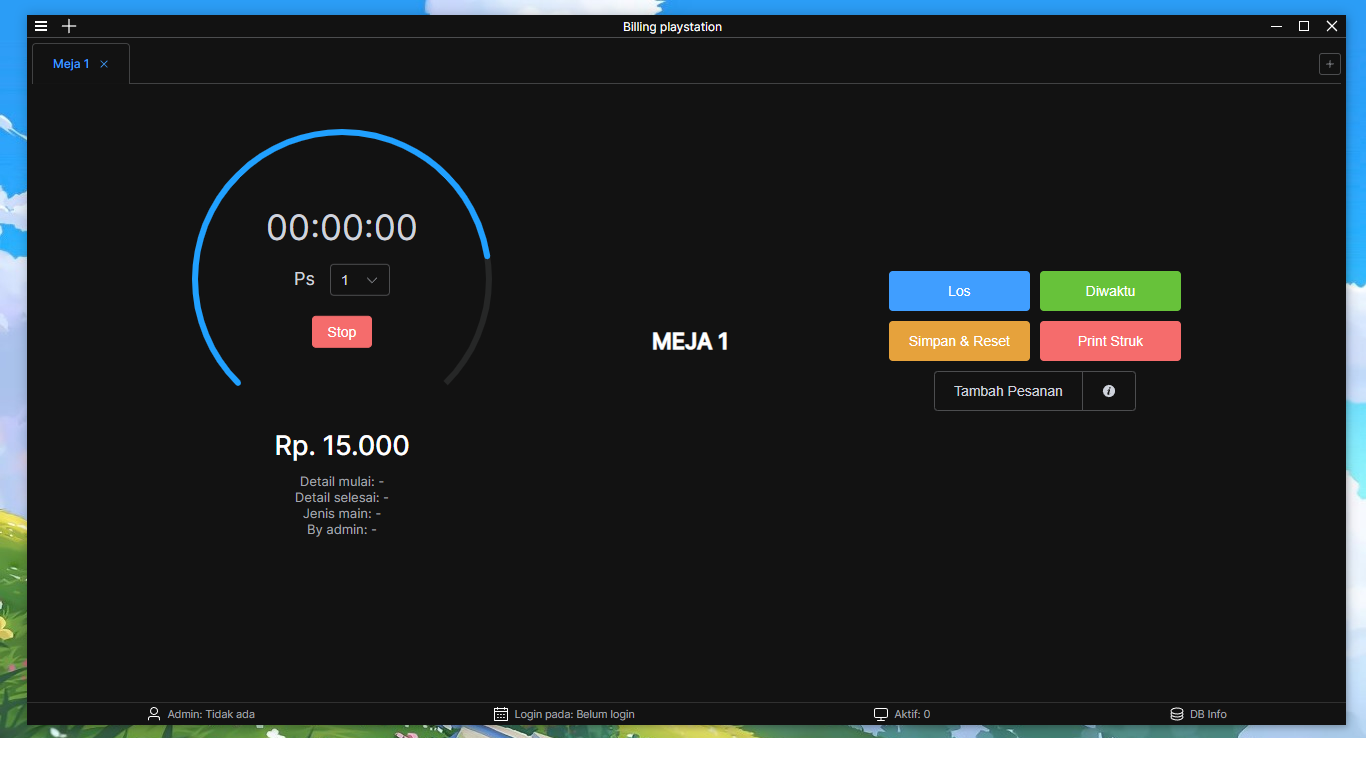 Billing playstation
Meja 1
00:00:00
Ps 1
Stop
Rp. 15.000
Detail mulai: -
Detail selesai: -
Jenis main: -
By admin: -
MEJA 1
Los Diwaktu
Simpan & Reset Print Struk
Tambah Pesanan
Admin: Tidak ada Login pada: Belum login Aktif: 0 DB Info